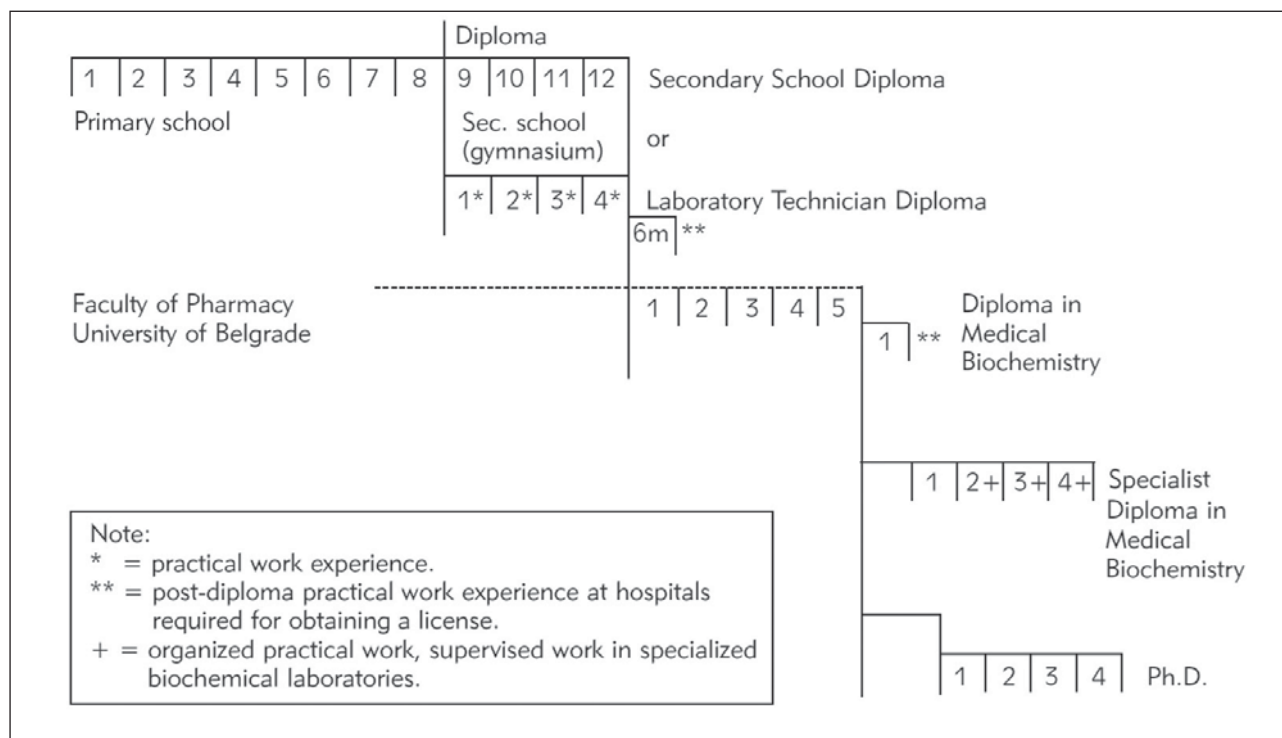 Diploma
1 2 3 4 5 6 7 8 9 10 11 12 Secondary School Diploma
Primary school
Sec. school
(gymnasium)
or
1* 2* 3* 4* Laboratory Technician Diploma
6m **
Faculty of Pharmacy
University of Belgrade
1 2 3 4 5
1 **
Diploma in
Medical
Biochemistry
1 2+ 3+ 4+
Specialist
Diploma in
Medical
Biochemistry
Note:
* = practical work experience.
** = post-diploma practical work experience at hospitals
required for obtaining a license.
+ = organized practical work, supervised work in specialized
biochemical laboratories.
1 2 3 4 Ph.D.